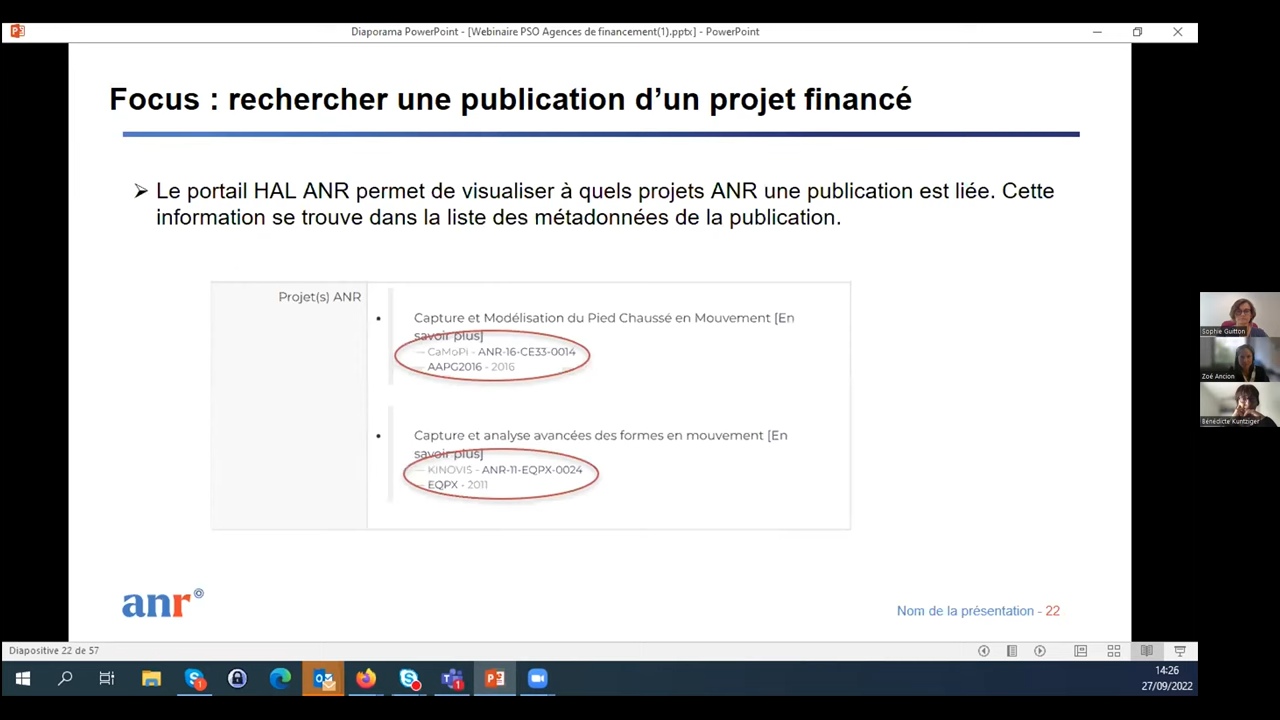 Diaporama PowerPoint - [Webinaire PSO Agences de financement(1).pptx] - PowerPoint
Focus : rechercher une publication d’un projet financé
Le portail HAL ANR permet de visualiser à quels projets ANR une publication est liée. Cette
information se trouve dans la liste des métadonnées de la publication.
Projet(s) ANR
Capture et Modélisation du Pied Chaussé en Mouvement [En
savoir plus]
— CaMoPi - ANR-16-CE33-0014
— AAPG2016 - 2016
Capture et analyse avancées des formes en mouvement [En
savoir plus]
— KINOVIS - ANR-11-EQPX-0024
— EQPX - 2011
anr
Nom de la présentation - 22
Sophie Guitton
Zoé Ancion
Bénédicte Kuntziger
Diapositive 22 de 57
14:26
27/09/2022